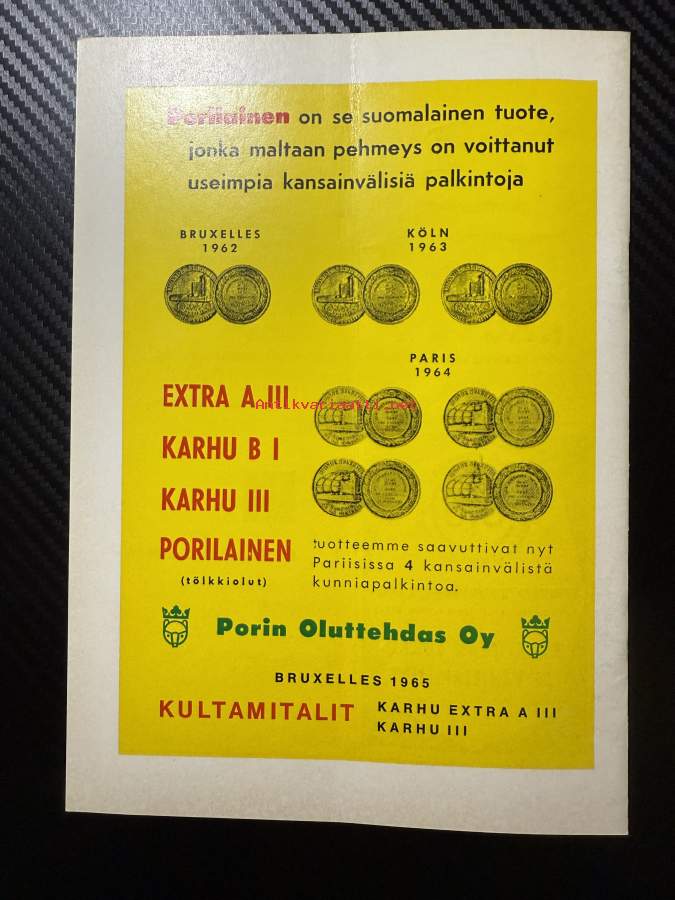 Porilainen on se suomalainen tuote,
jonka maltaan pehmeys on voittanut
useimpia kansainvälisiä palkintoja
BRUXELLES
1962
KÖLN
1963
PARIS
1964
EXTRA A III
KARHU B I
KARHU III
PORILAINEN
(tölkkiolut)
Antikvariaatti.net
tuotteemme saavuttivat nyt
Pariisissa 4 kansainvälistä
kunniapalkintoa.
Porin Oluttehdas Oy
BRUXELLES 1965
KULTAMITALIT KARHU EXTRA A III
KARHU III